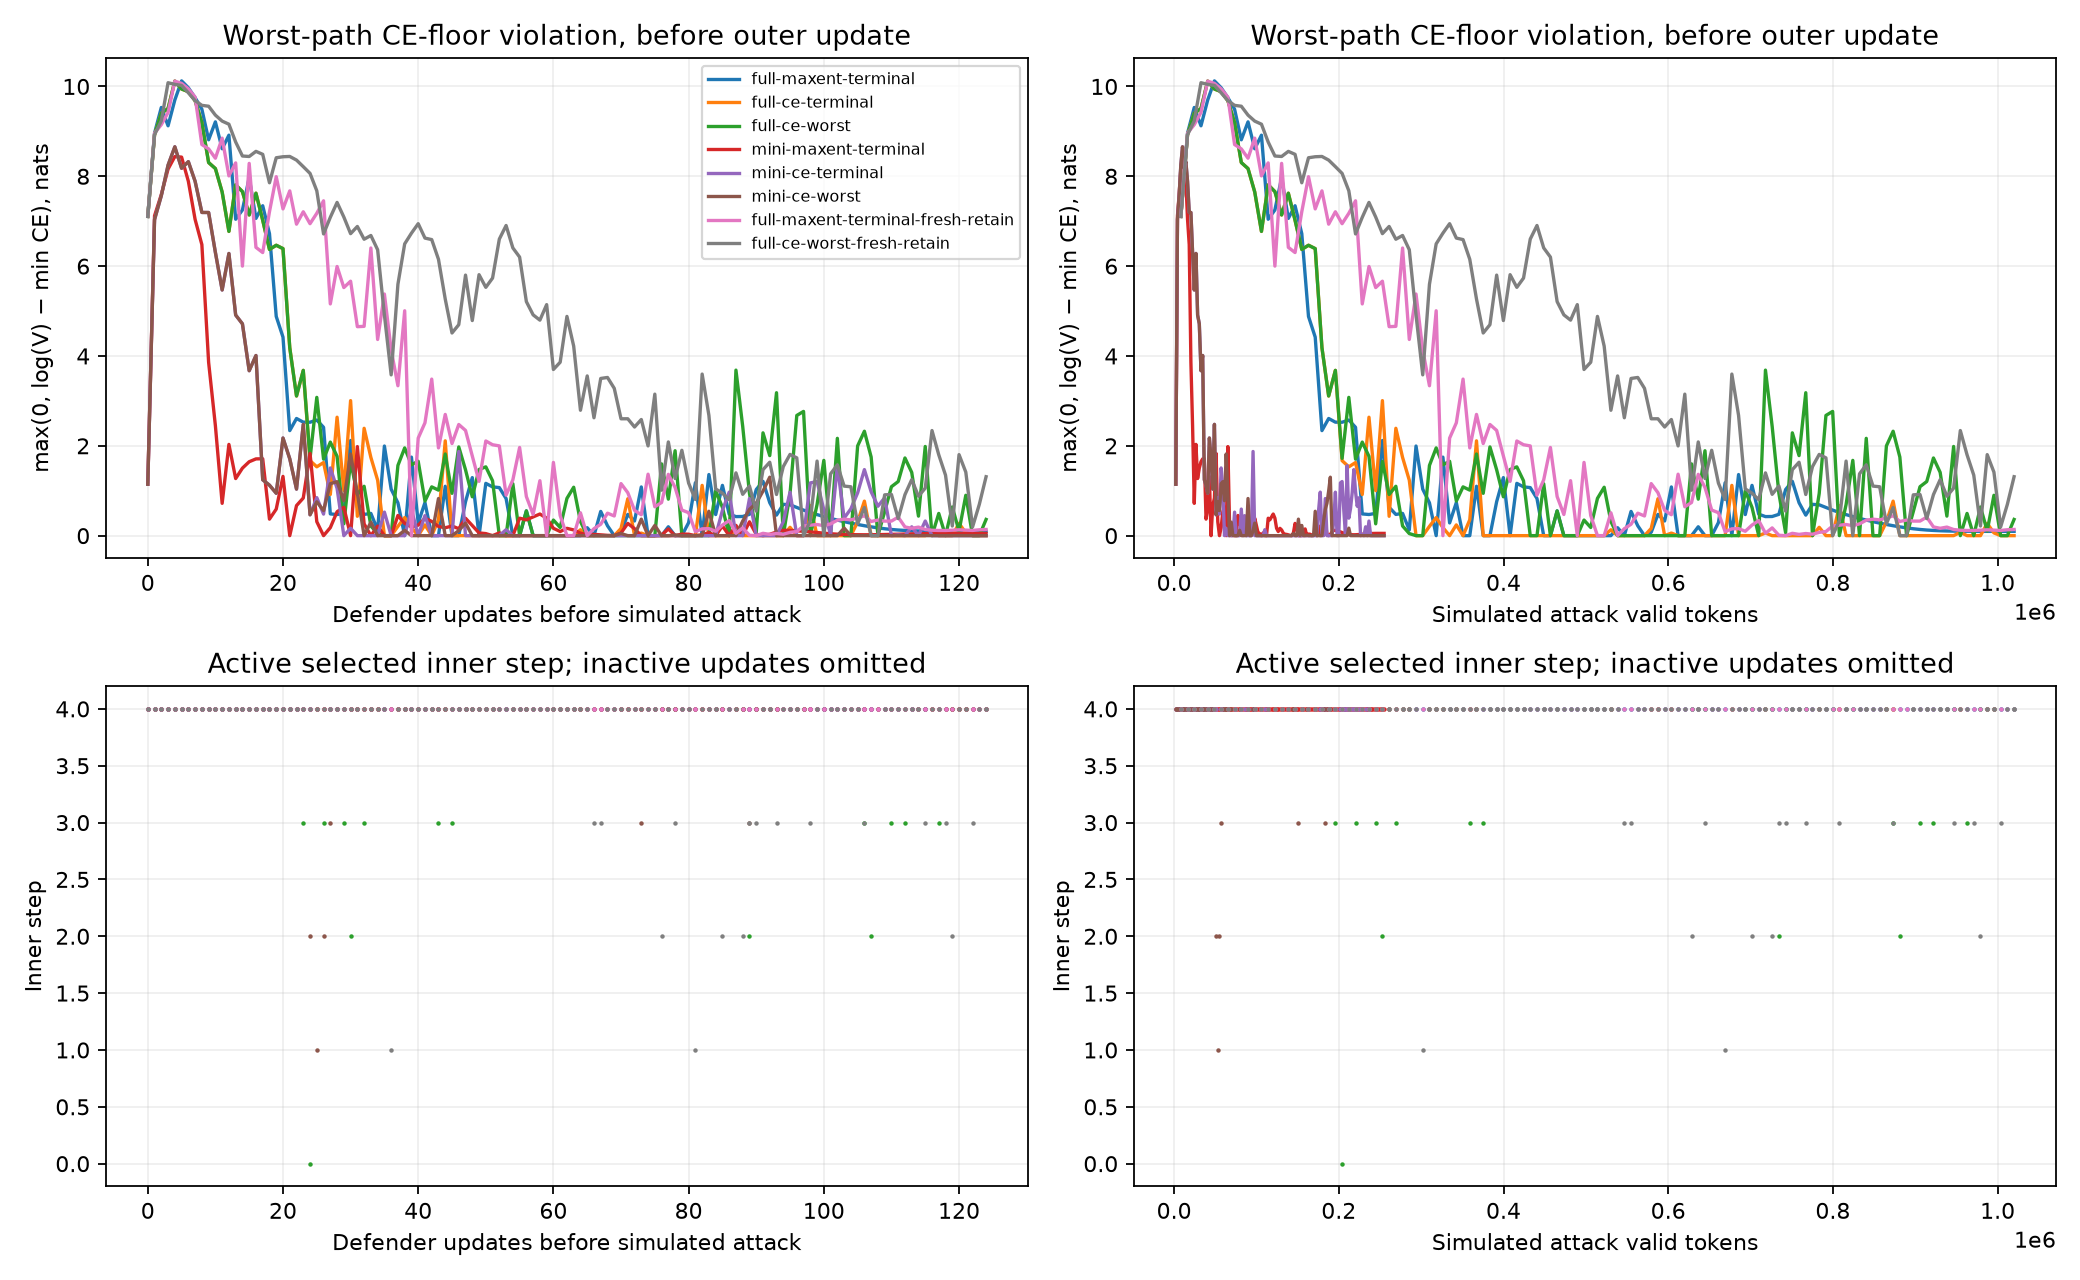 Worst-path CE-floor violation, before outer update
max(0, log(V) − min CE), nats
10
8
6
4
2
0
full-maxent-terminal
full-ce-terminal
full-ce-worst
mini-maxent-terminal
mini-ce-terminal
mini-ce-worst
full-maxent-terminal-fresh-retain
full-ce-worst-fresh-retain
0 20 40 60 80 100 120
Defender updates before simulated attack
Worst-path CE-floor violation, before outer update
max(0, log(V) − min CE), nats
10
8
6
4
2
0
0.0 0.2 0.4 0.6 0.8 1.0
1e6
Simulated attack valid tokens
Active selected inner step; inactive updates omitted
Inner step
4.0
3.5
3.0
2.5
2.0
1.5
1.0
0.5
0.0
0 20 40 60 80 100 120
Defender updates before simulated attack
Active selected inner step; inactive updates omitted
Inner step
4.0
3.5
3.0
2.5
2.0
1.5
1.0
0.5
0.0
0.0 0.2 0.4 0.6 0.8 1.0
1e6
Simulated attack valid tokens